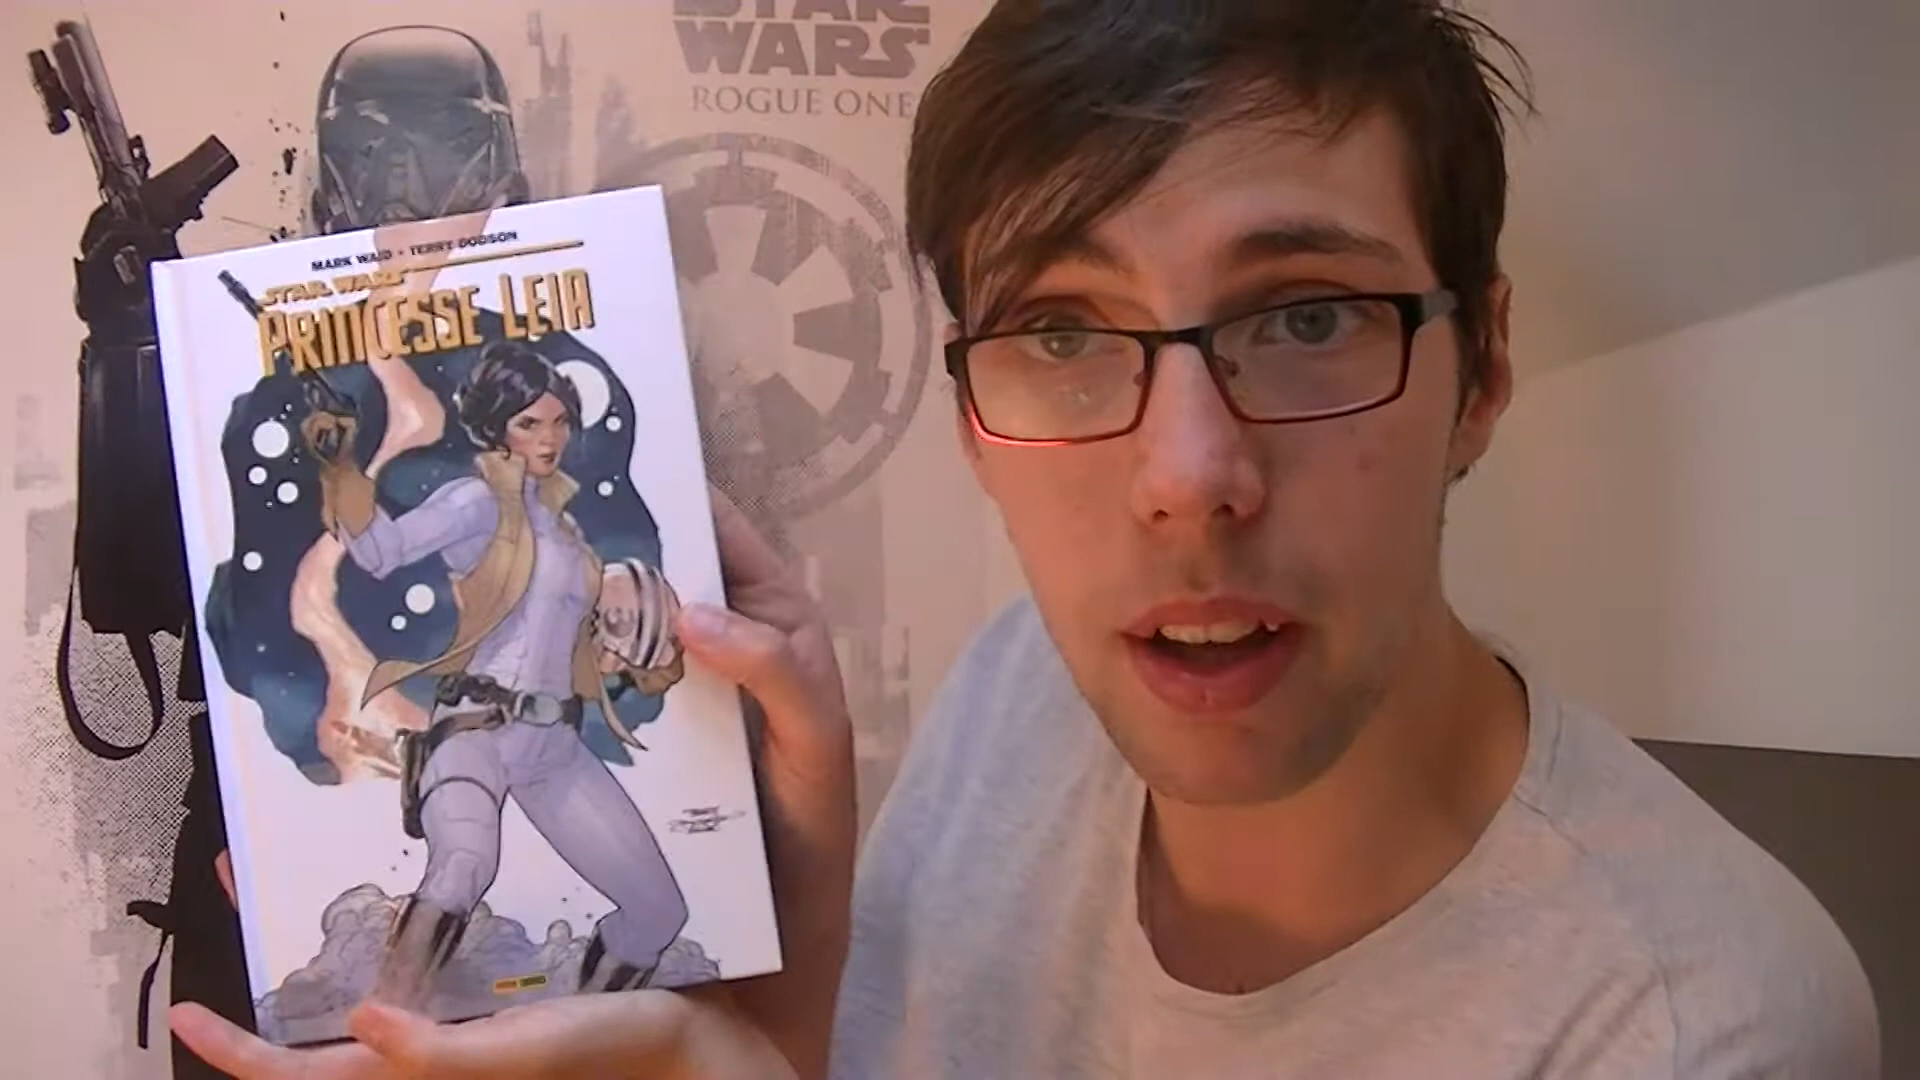 STAR
WARS
ROGUE ONE
MARK WAID • TERRY DODSON
STAR WARS
PRINCESSE LEIA